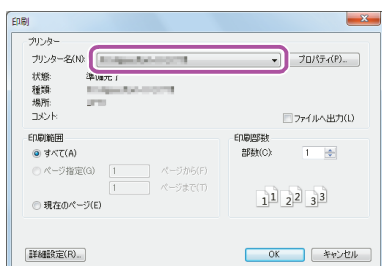 印刷
プリンター
プリンター名(N):
プロパティ(P)...
状態: 準備完了
種類:
場所:
コメント:
ファイルへ出力(L)
印刷範囲
すべて(A)
ページ指定(G) 1 ページから(F)
1 ページまで(T)
現在のページ(E)
印刷部数
部数(O): 1
1 1 2 2 3 3
詳細設定(R)...
OK キャンセル